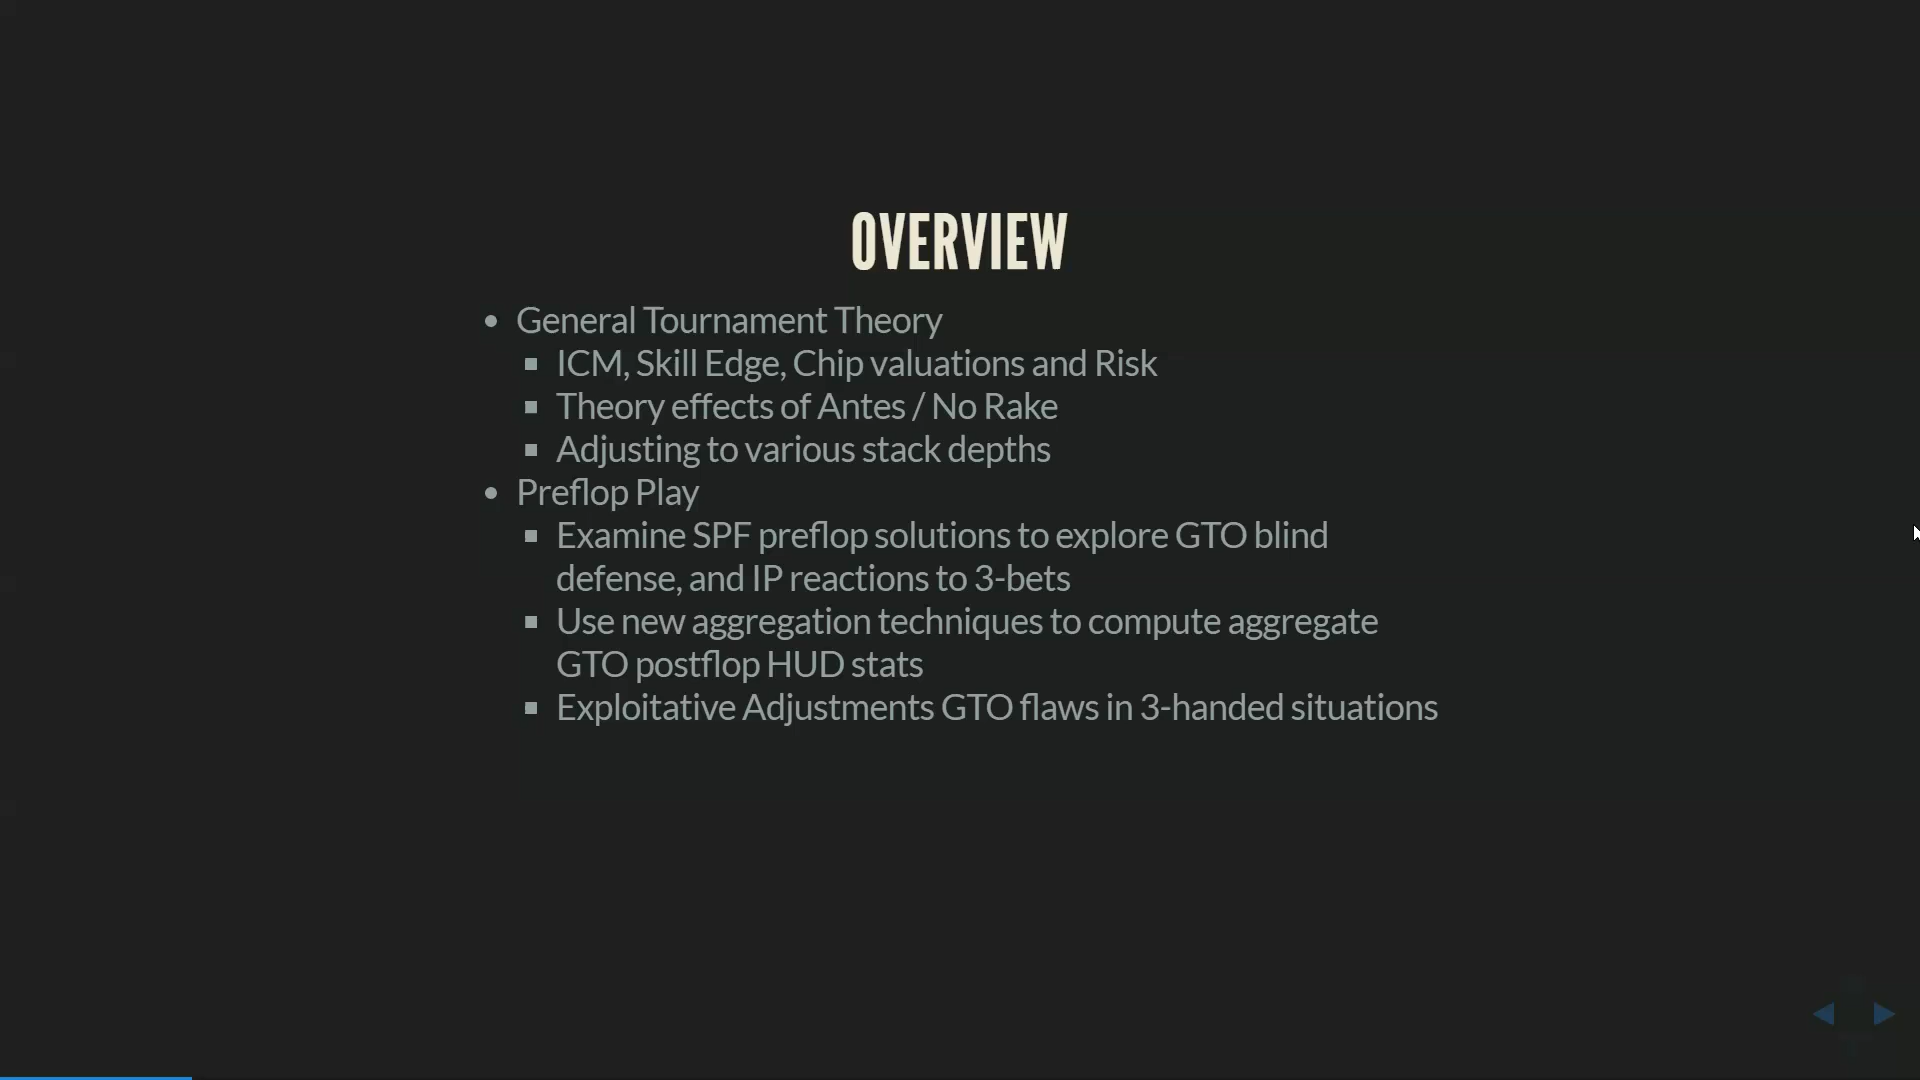 OVERVIEW
General Tournament Theory
ICM, Skill Edge, Chip valuations and Risk
Theory effects of Antes / No Rake
Adjusting to various stack depths
Preflop Play
Examine SPF preflop solutions to explore GTO blind
defense, and IP reactions to 3-bets
Use new aggregation techniques to compute aggregate
GTO postflop HUD stats
Exploitative Adjustments GTO flaws in 3-handed situations